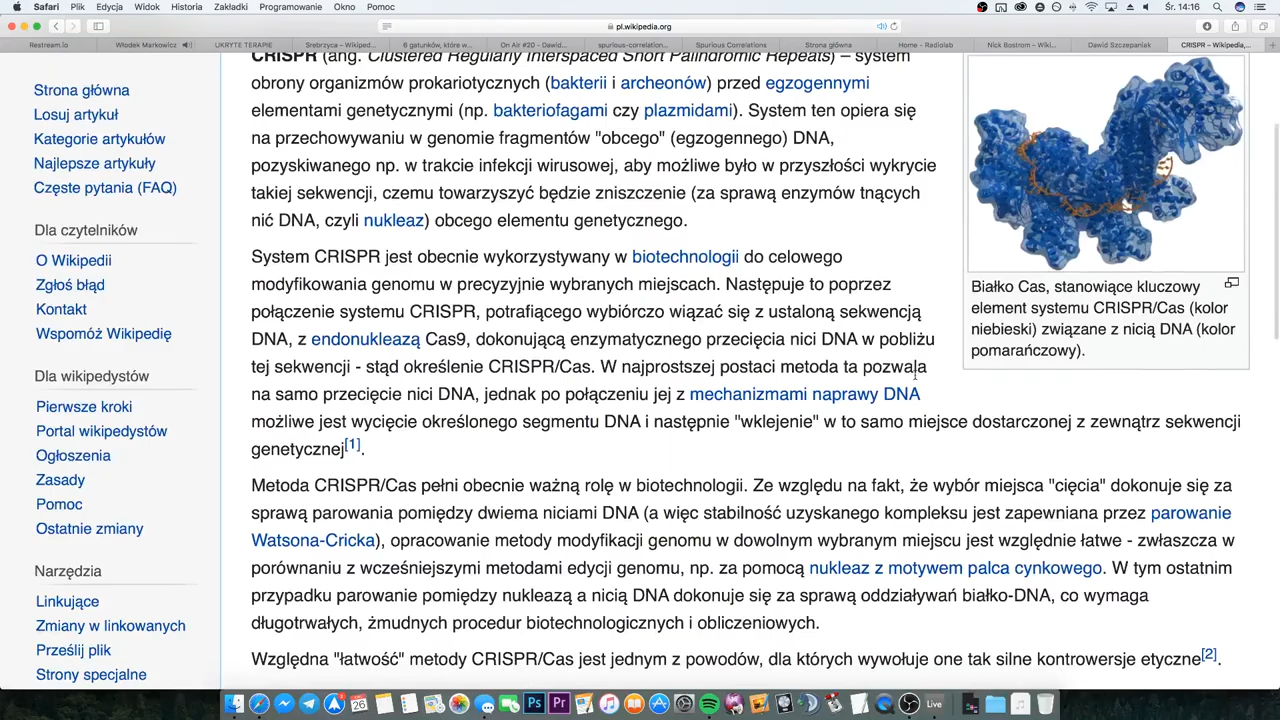 Safari Plik Edycja Widok Historia Zakładki Programowanie Okno Pomoc Śr. 14:16
pl.wikipedia.org
Restream.io Włodek Markowicz UKRYTE TERAPIE Srebrzyca – Wikiped... 6 gatunków, które w... On Air #20 - Dawid... spurious-correlation... Spurious Correlations Strona główna Home - Radiolab Nick Bostrom – Wiki... Dawid Szczepaniak CRISPR – Wikipedia,...
CRISPR (ang. Clustered Regularly Interspaced Short Palindromic Repeats) – system
obrony organizmów prokariotycznych (bakterii i archeonów) przed egzogennymi
elementami genetycznymi (np. bakteriofagami czy plazmidami). System ten opiera się
na przechowywaniu w genomie fragmentów "obcego" (egzogennego) DNA,
pozyskiwanego np. w trakcie infekcji wirusowej, aby możliwe było w przyszłości wykrycie
takiej sekwencji, czemu towarzyszyć będzie zniszczenie (za sprawą enzymów tnących
nić DNA, czyli nukleaz) obcego elementu genetycznego.
System CRISPR jest obecnie wykorzystywany w biotechnologii do celowego
modyfikowania genomu w precyzyjnie wybranych miejscach. Następuje to poprzez
połączenie systemu CRISPR, potrafiącego wybiórczo wiązać się z ustaloną sekwencją
DNA, z endonukleazą Cas9, dokonującą enzymatycznego przecięcia nici DNA w pobliżu
tej sekwencji - stąd określenie CRISPR/Cas. W najprostszej postaci metoda ta pozwala
na samo przecięcie nici DNA, jednak po połączeniu jej z mechanizmami naprawy DNA
możliwe jest wycięcie określonego segmentu DNA i następnie "wklejenie" w to samo miejsce dostarczonej z zewnątrz sekwencji
genetycznej[1].
Metoda CRISPR/Cas pełni obecnie ważną rolę w biotechnologii. Ze względu na fakt, że wybór miejsca "cięcia" dokonuje się za
sprawą parowania pomiędzy dwiema niciami DNA (a więc stabilność uzyskanego kompleksu jest zapewniana przez parowanie
Watsona-Cricka), opracowanie metody modyfikacji genomu w dowolnym wybranym miejscu jest względnie łatwe - zwłaszcza w
porównaniu z wcześniejszymi metodami edycji genomu, np. za pomocą nukleaz z motywem palca cynkowego. W tym ostatnim
przypadku parowanie pomiędzy nukleazą a nicią DNA dokonuje się za sprawą oddziaływań białko-DNA, co wymaga
długotrwałych, żmudnych procedur biotechnologicznych i obliczeniowych.
Względna "łatwość" metody CRISPR/Cas jest jednym z powodów, dla których wywołuje one tak silne kontrowersje etyczne[2].
Białko Cas, stanowiące kluczowy
element systemu CRISPR/Cas (kolor
niebieski) związane z nicią DNA (kolor
pomarańczowy).
Strona główna
Losuj artykuł
Kategorie artykułów
Najlepsze artykuły
Częste pytania (FAQ)
Dla czytelników
O Wikipedii
Zgłoś błąd
Kontakt
Wspomóż Wikipedię
Dla wikipedystów
Pierwsze kroki
Portal wikipedystów
Ogłoszenia
Zasady
Pomoc
Ostatnie zmiany
Narzędzia
Linkujące
Zmiany w linkowanych
Prześlij plik
Strony specjalne
26 Ps Pr Live